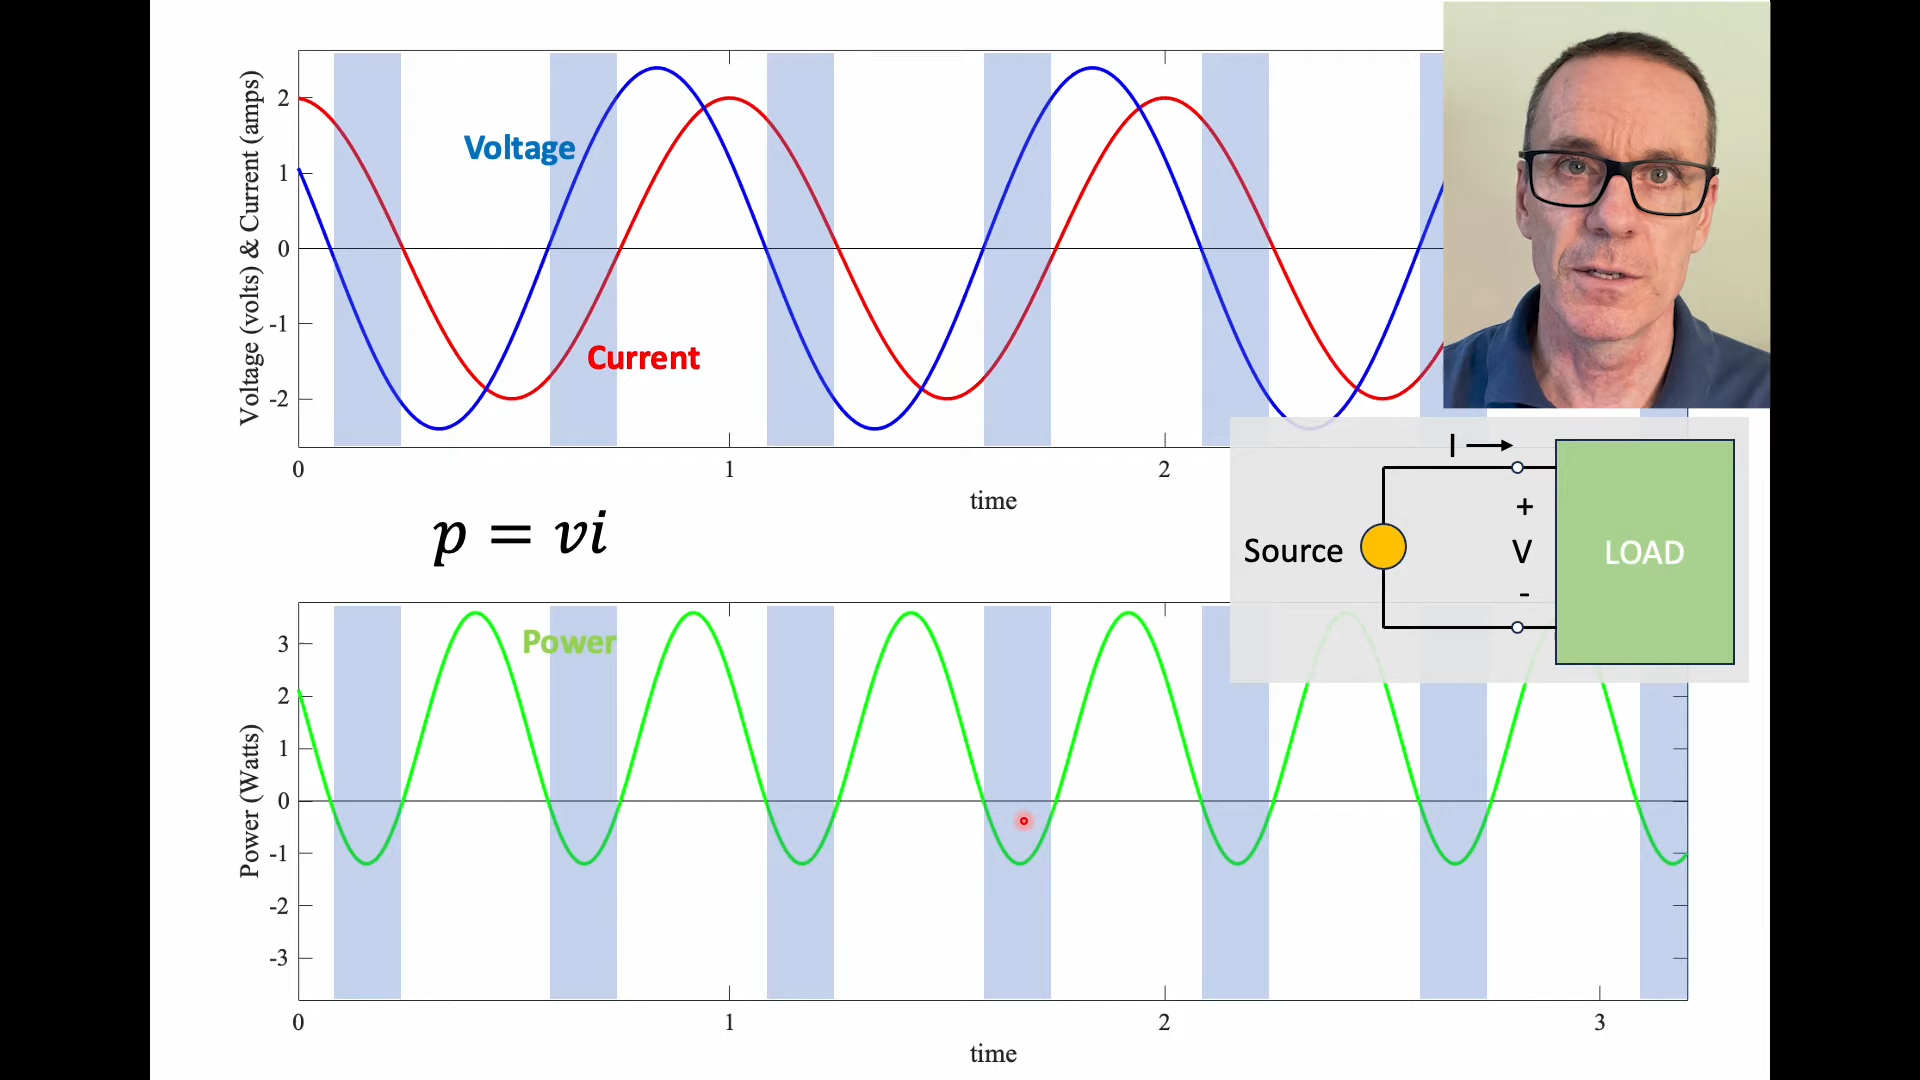 Voltage (volts) & Current (amps)
2
1
0
-1
-2
Voltage
Current
0
1
2
time
p = vi
I
Source
+
V
-
LOAD
Power (Watts)
3
2
1
0
-1
-2
-3
Power
0
1
2
3
time